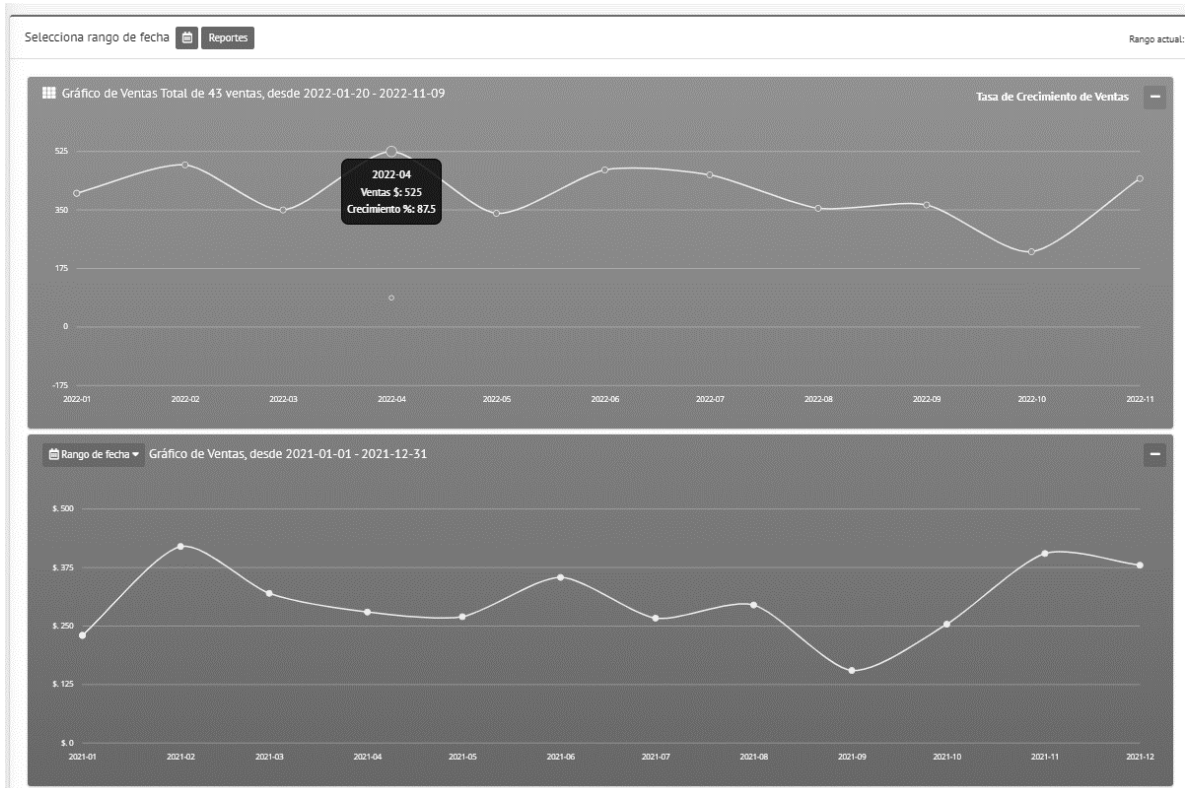 Selecciona rango de fecha Reportes
Rango actual:
Gráfico de Ventas Total de 43 ventas, desde 2022-01-20 - 2022-11-09
Tasa de Crecimiento de Ventas
525
350
175
0
-175
2022-04
Ventas $: 525
Crecimiento %: 87.5
2022-01 2022-02 2022-03 2022-04 2022-05 2022-06 2022-07 2022-08 2022-09 2022-10 2022-11
Rango de fecha Gráfico de Ventas, desde 2021-01-01 - 2021-12-31
$. 500
$. 375
$. 250
$. 125
$. 0
2021-01 2021-02 2021-03 2021-04 2021-05 2021-06 2021-07 2021-08 2021-09 2021-10 2021-11 2021-12